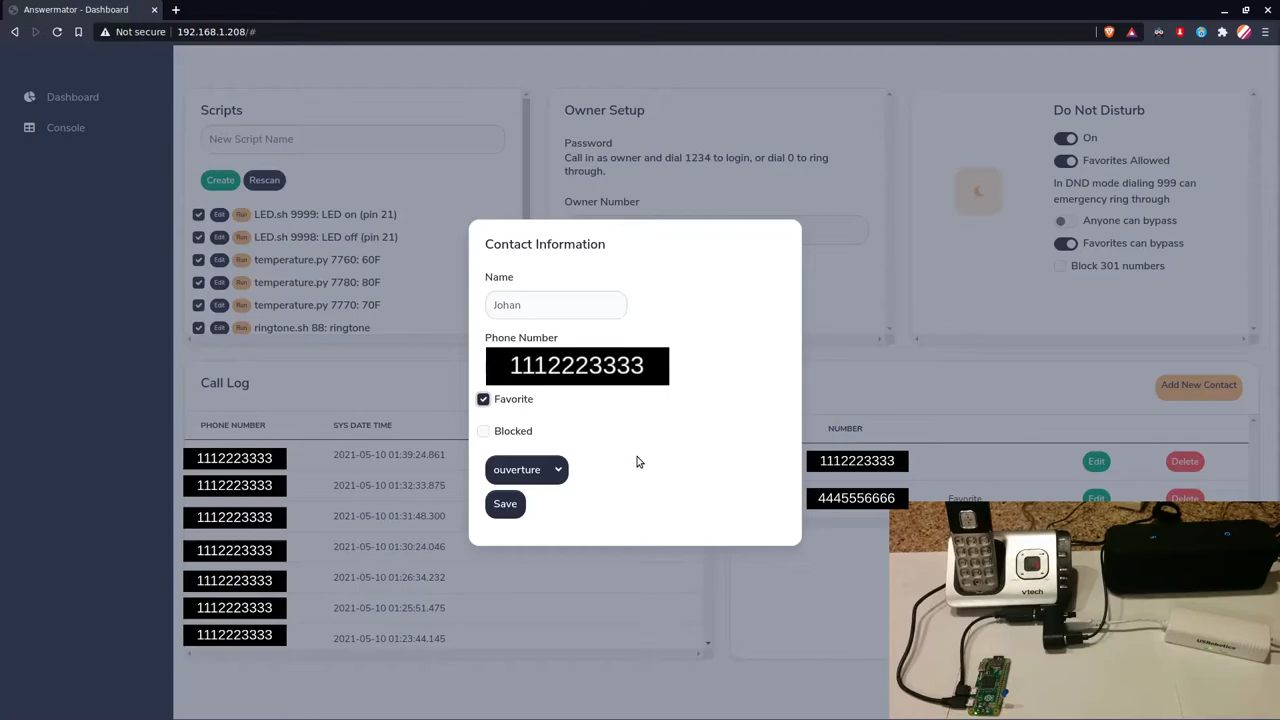 Answermator - Dashboard
Not secure
192.168.1.208/#
Dashboard
Console
Scripts
New Script Name
Create
Rescan
Edit Run LED.sh 9999: LED on (pin 21)
Edit Run LED.sh 9998: LED off (pin 21)
Edit Run temperature.py 7760: 60F
Edit Run temperature.py 7780: 80F
Edit Run temperature.py 7770: 70F
Edit Run ringtone.sh 88: ringtone
Owner Setup
Password
Call in as owner and dial 1234 to login, or dial 0 to ring
through.
Owner Number
Do Not Disturb
On
Favorites Allowed
In DND mode dialing 999 can
emergency ring through
Anyone can bypass
Favorites can bypass
Block 301 numbers
Contact Information
Name
Johan
Phone Number
1112223333
Favorite
Blocked
ouverture
Save
Call Log
PHONE NUMBER SYS DATE TIME
1112223333 2021-05-10 01:39:24.861
1112223333 2021-05-10 01:32:33.875
1112223333 2021-05-10 01:31:48.300
1112223333 2021-05-10 01:30:24.046
1112223333 2021-05-10 01:26:34.232
1112223333 2021-05-10 01:25:51.475
1112223333 2021-05-10 01:23:44.145
Add New Contact
NUMBER
1112223333 Edit Delete
4445556666 Favorite Edit Delete
vtech
USRobotics